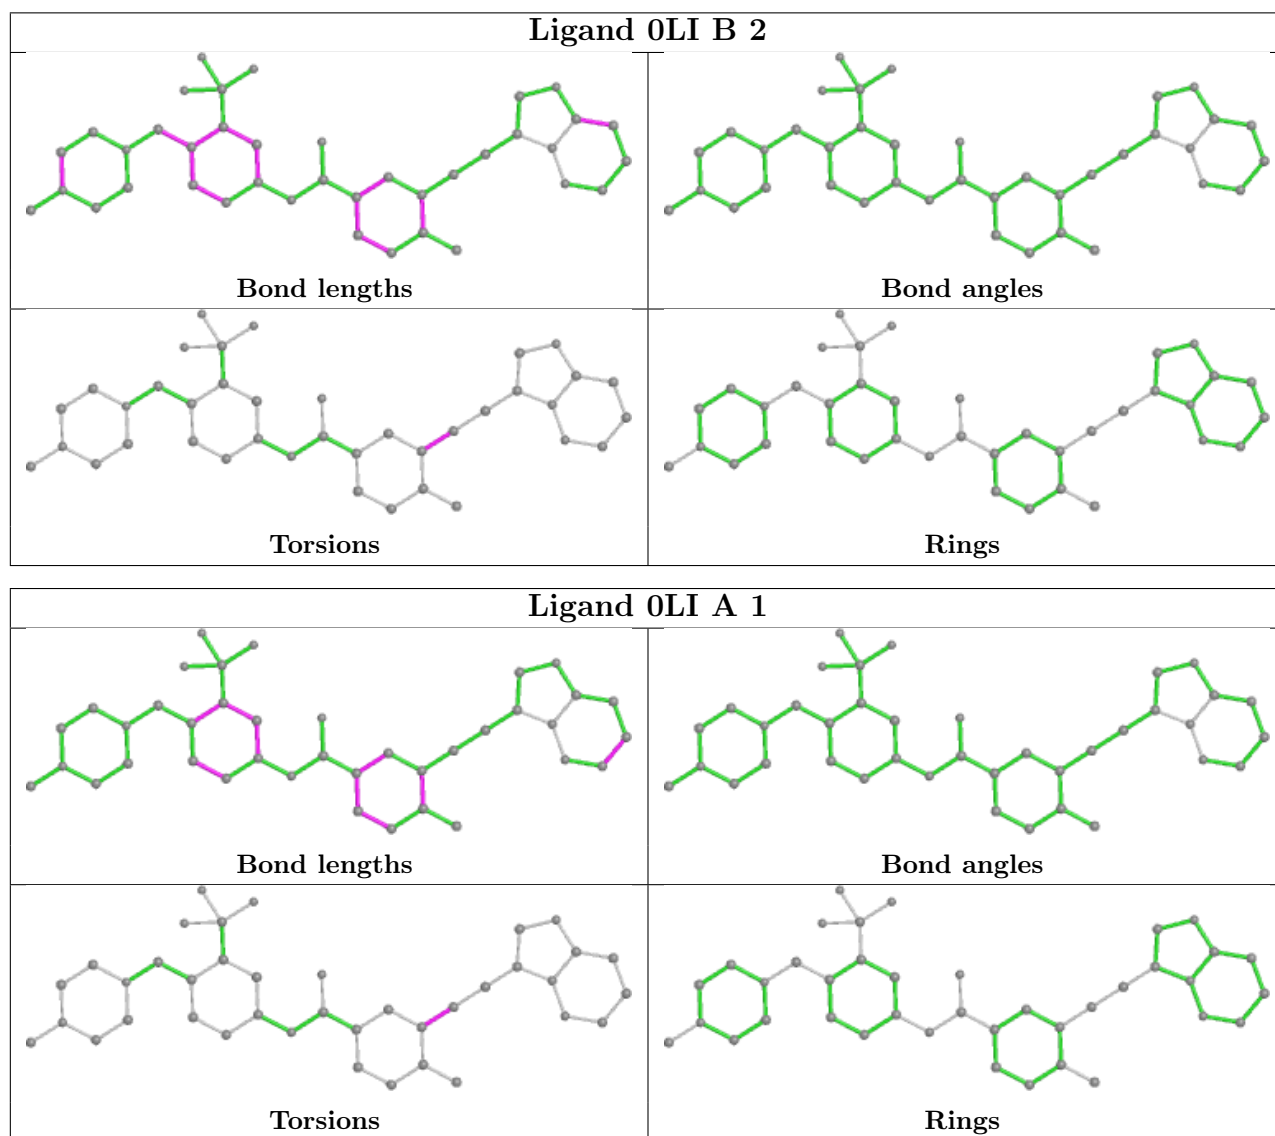 Ligand 0LI B 2
Bond lengths
Bond angles
Torsions
Rings
Ligand 0LI A 1
Bond lengths
Bond angles
Torsions
Rings